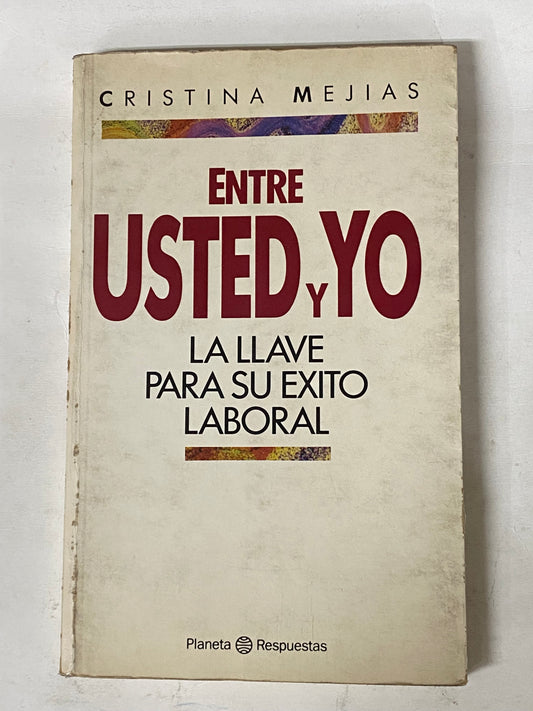 CRISTINA MEJIAS
ENTRE
USTED Y YO
LA LLAVE
PARA SU EXITO
LABORAL
Planeta Respuestas